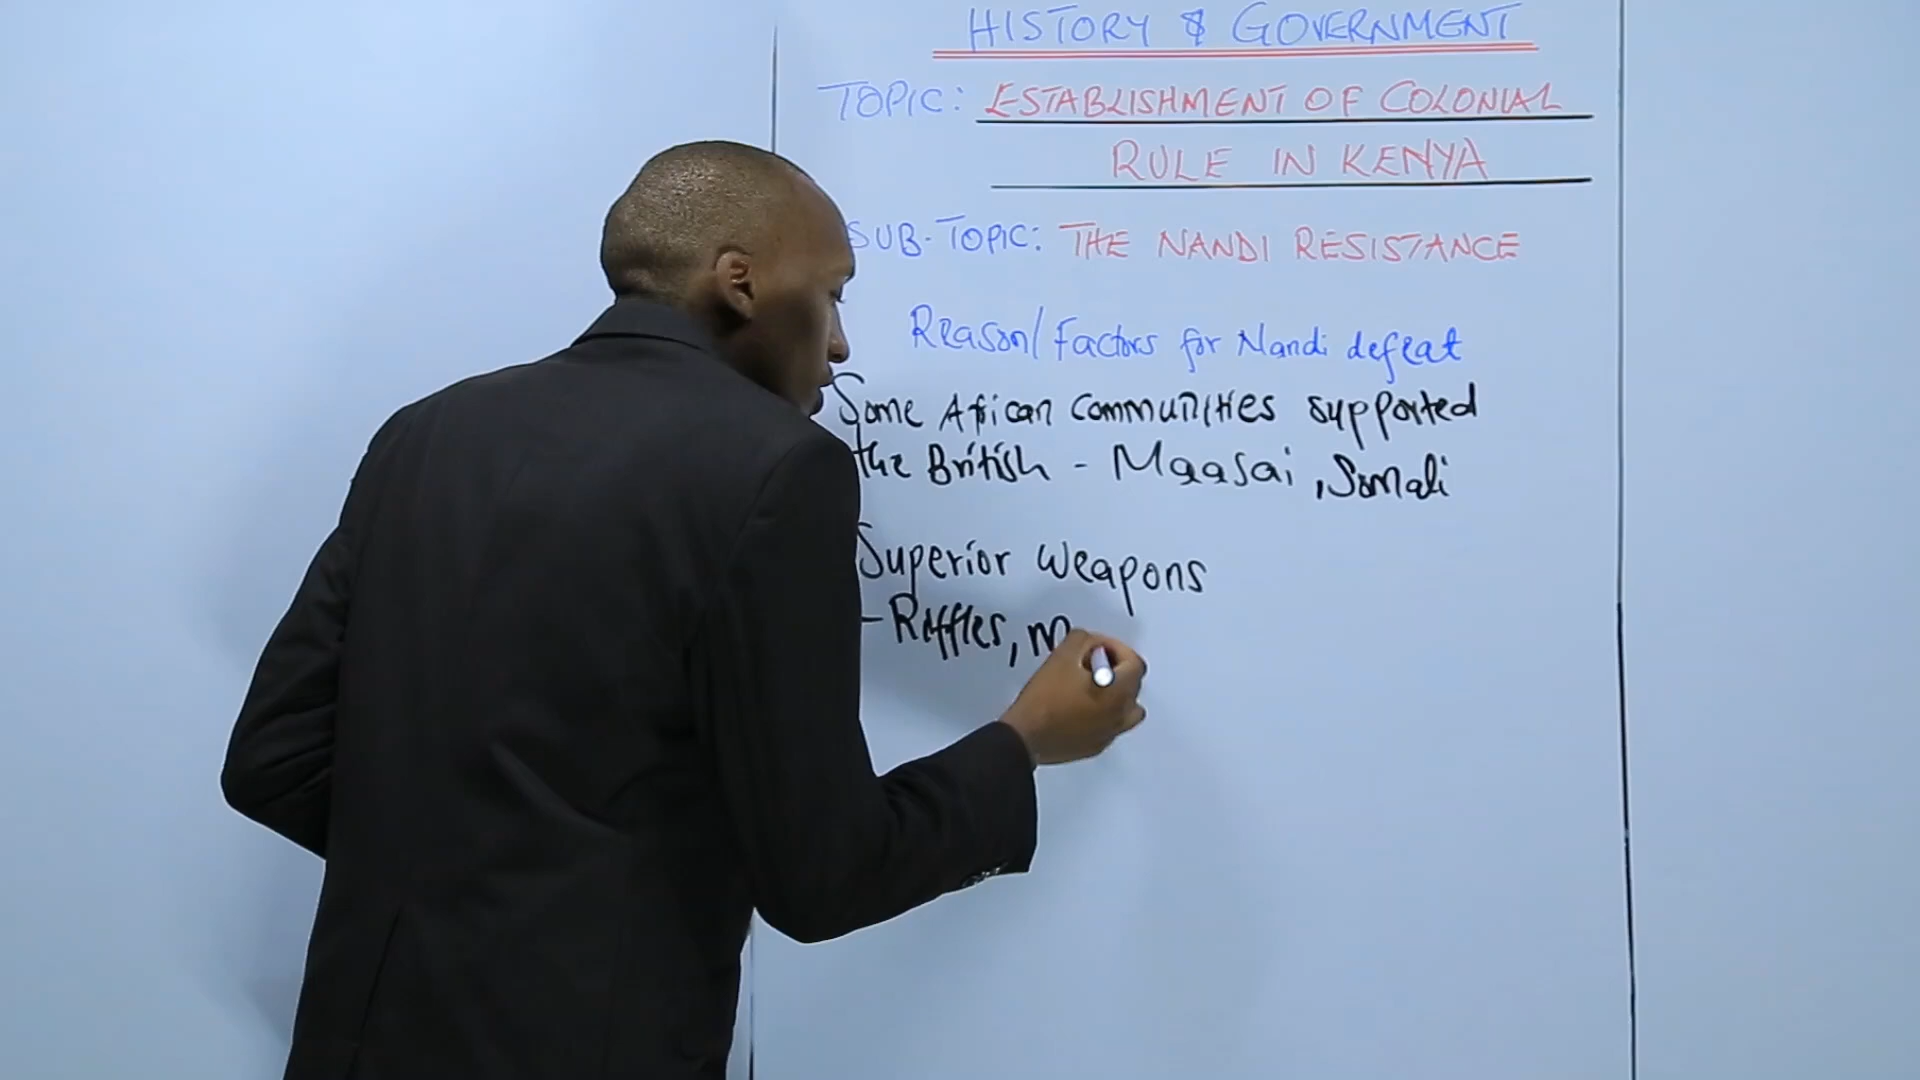 HISTORY & GOVERNMENT
TOPIC: ESTABLISHMENT OF COLONIAL
RULE IN KENYA
SUB-TOPIC: THE NANDI RESISTANCE
Reason/Factors for Nandi defeat
Some African Communities supported
the British - Maasai, Somali
Superior weapons
- Riffles, m